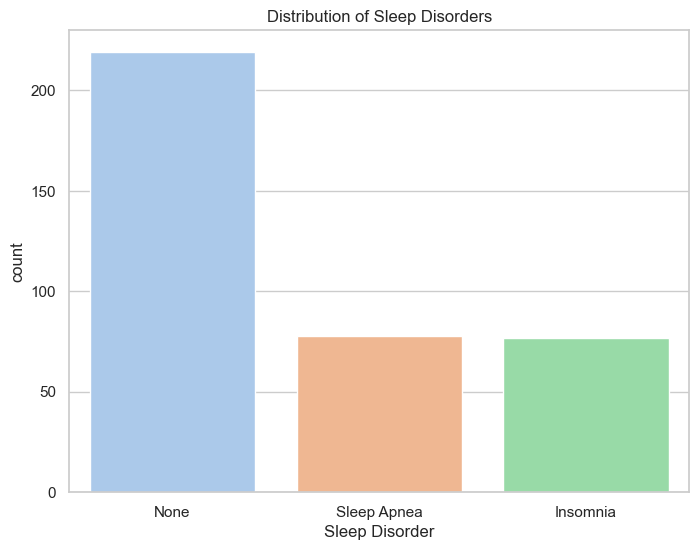 Distribution of Sleep Disorders
count
200
150
100
50
0
None Sleep Apnea Insomnia
Sleep Disorder